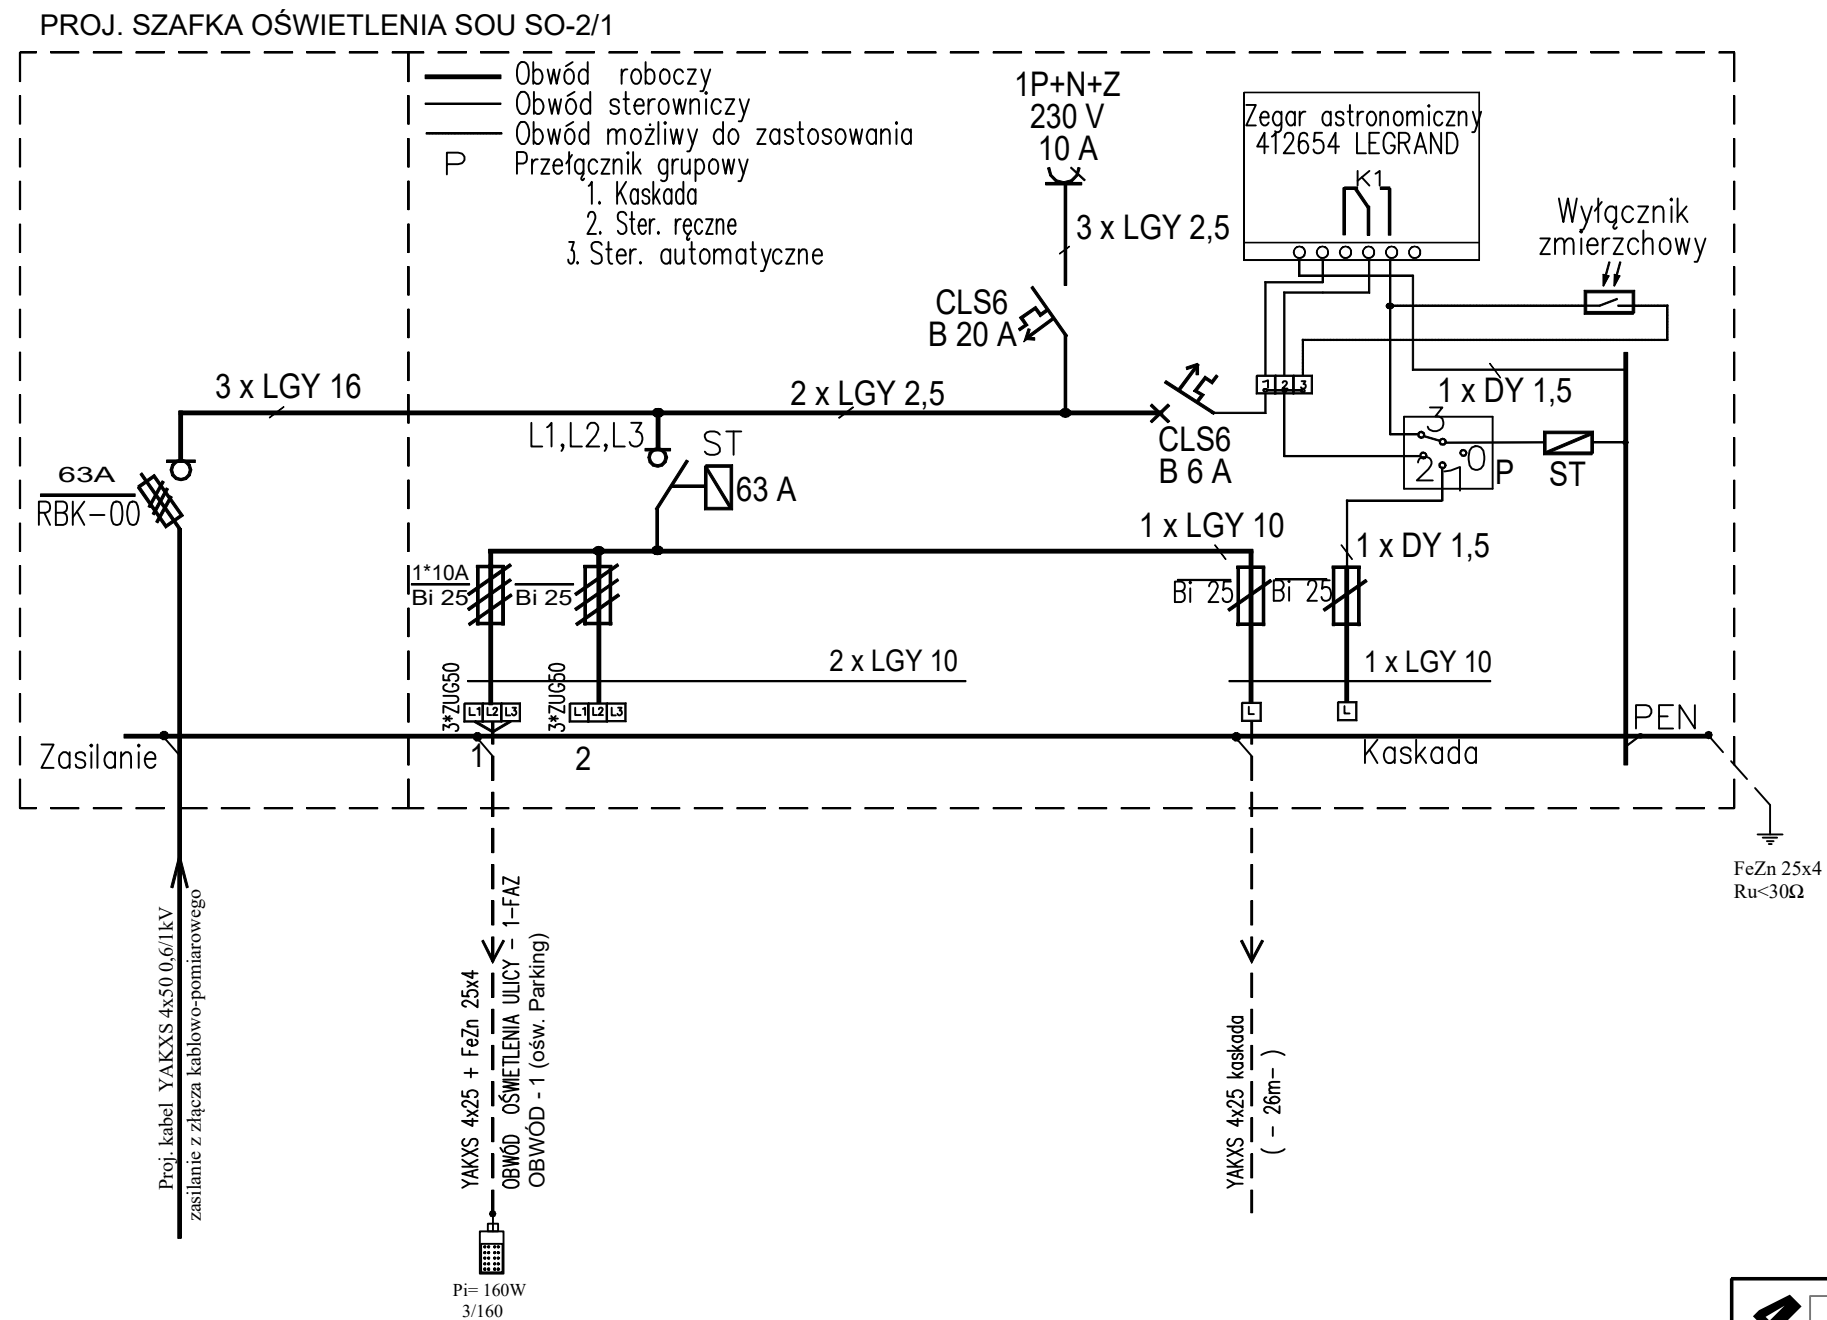 PROJ. SZAFKA OŚWIETLENIA SOU SO-2/1
Obwód roboczy
Obwód sterowniczy
Obwód możliwy do zastosowania
P Przełącznik grupowy
1. Kaskada
2. Ster. ręczne
3. Ster. automatyczne
1P+N+Z
230 V
10 A
3 x LGY 2,5
CLS6
B 20 A
Zegar astronomiczny
412654 LEGRAND
K1
Wyłącznik
zmierzchowy
3 x LGY 16
2 x LGY 2,5
L1,L2,L3
ST
63 A
63A
RBK-00
CLS6
B 6 A
1 2 3
1 x DY 1,5
3
2
1
0
P
ST
1 x LGY 10
1 x DY 1,5
1*10A
Bi 25
Bi 25
Bi 25
Bi 25
2 x LGY 10
1 x LGY 10
3*ZUG50
L1 L2 L3
3*ZUG50
L1 L2 L3
L
L
PEN
Zasilanie
1
2
Kaskada
FeZn 25x4
Ru<30Ω
Proj. kabel YAKXS 4x50 0,6/1kV
zasilanie z złącza kablowo-pomiarowego
YAKXS 4x25 + FeZn 25x4
OBWÓD OŚWIETLENIA ULICY - 1-FAZ
OBWÓD - 1 (ośw. Parking)
YAKXS 4x25 kaskada
( - 26m- )
Pi= 160W
3/160